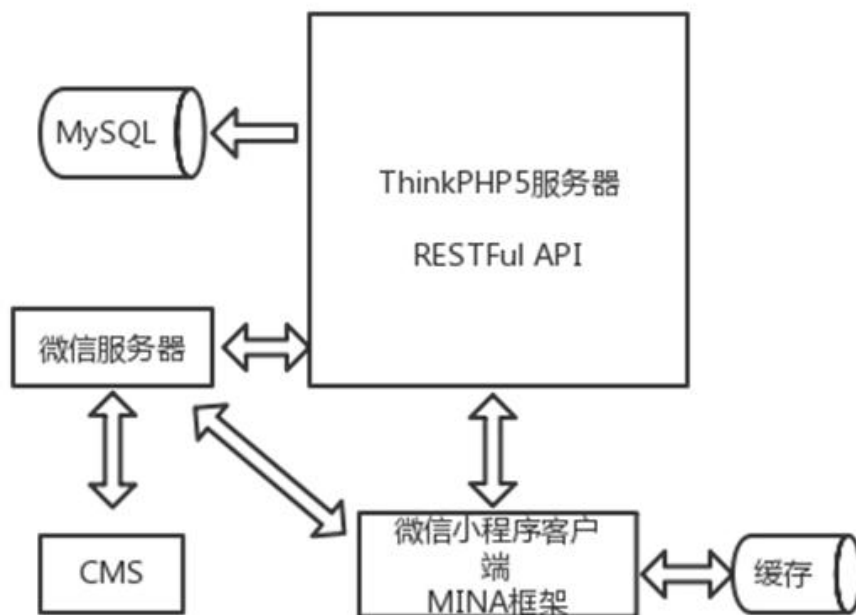 MySQL
ThinkPHP5服务器
RESTFul API
微信服务器
CMS
微信小程序客户
端
MINA框架
缓存